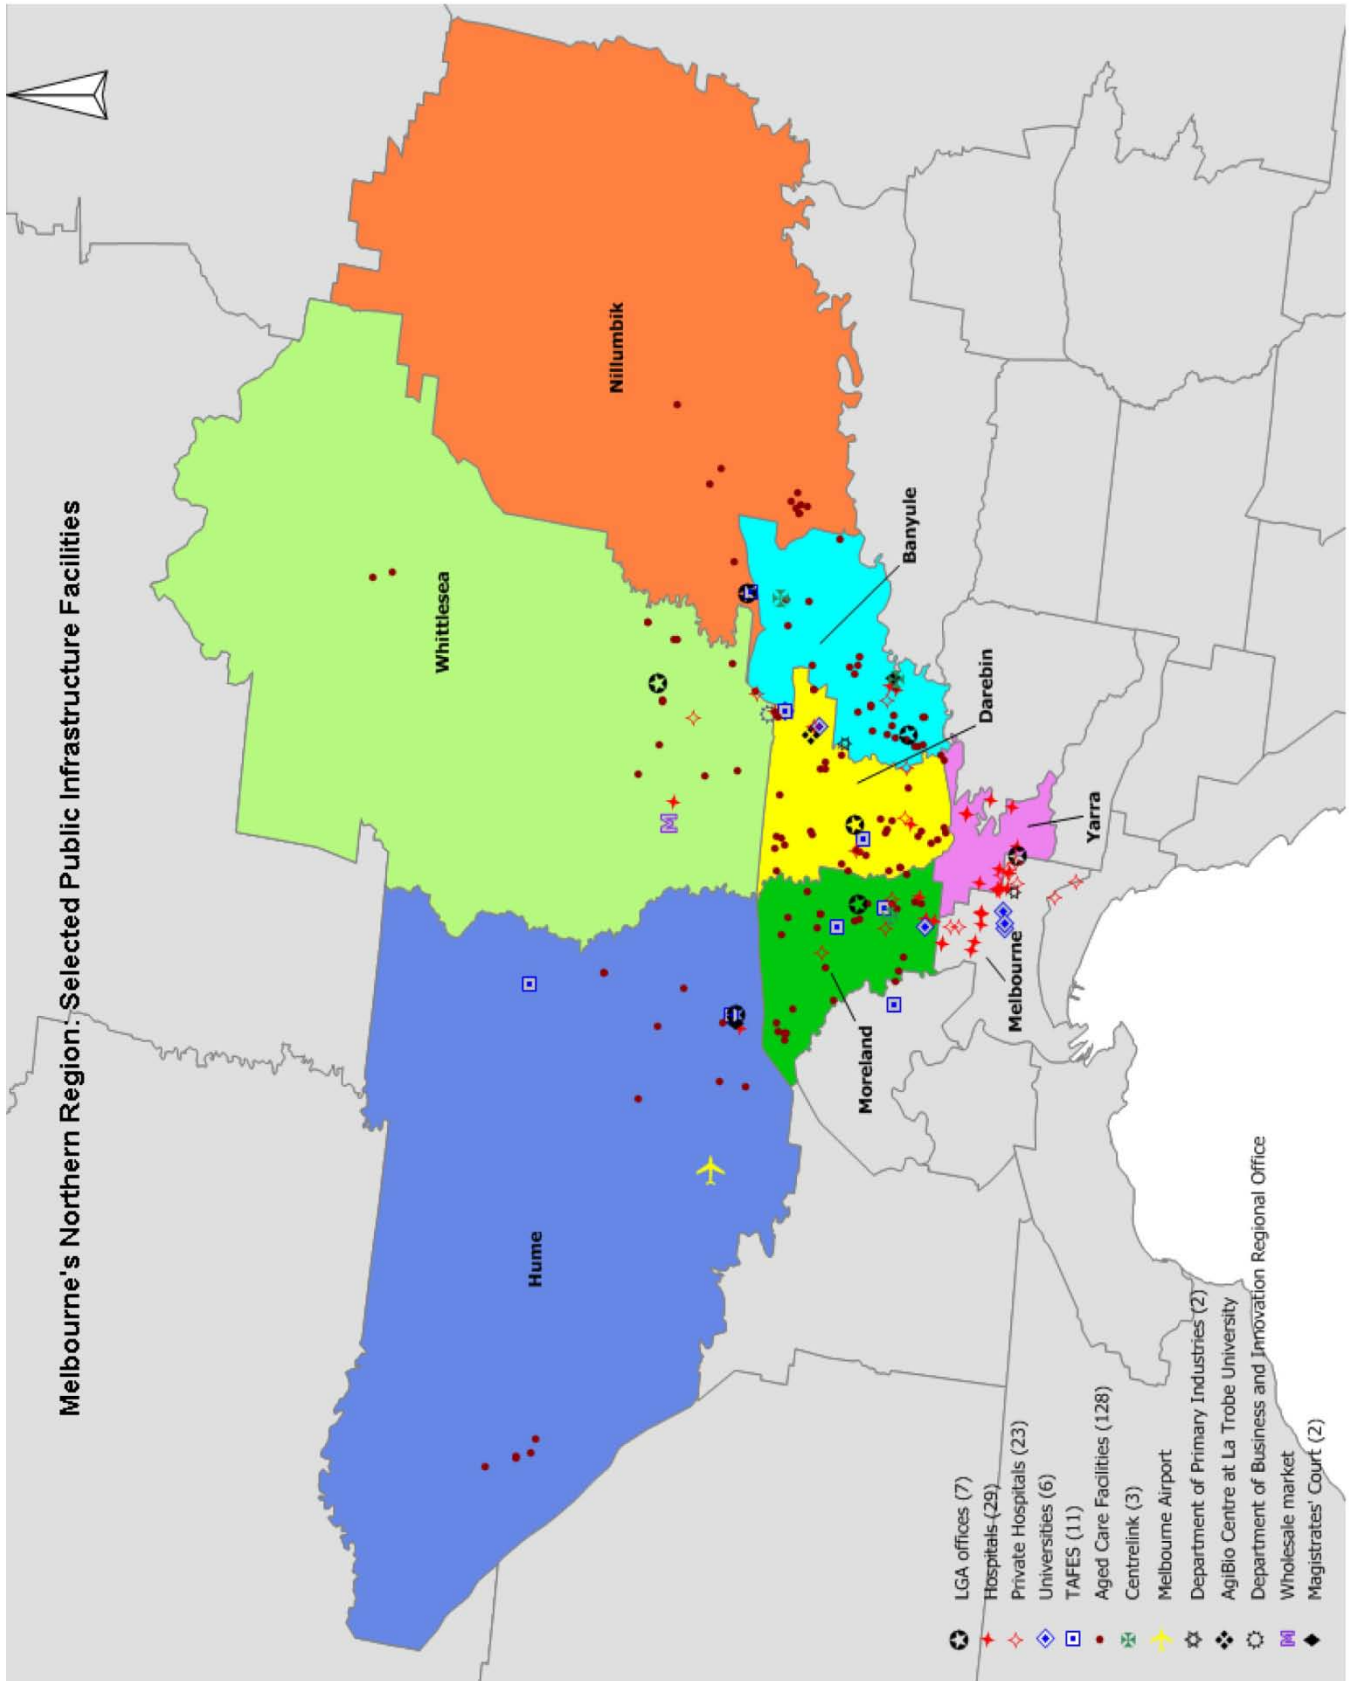 Melbourne's Northern Region: Selected Public Infrastructure Facilities
Whittlesea
Nillumbik
Hume
Banyule
Darebin
Yarra
Moreland
Melbourne
LGA offices (7)
Hospitals (29)
Private Hospitals (23)
Universities (6)
TAFES (11)
Aged Care Facilities (128)
Centrelink (3)
Melbourne Airport
Department of Primary Industries (2)
AgiBio Centre at La Trobe University
Department of Business and Innovation Regional Office
M Wholesale market
Magistrates' Court (2)
M